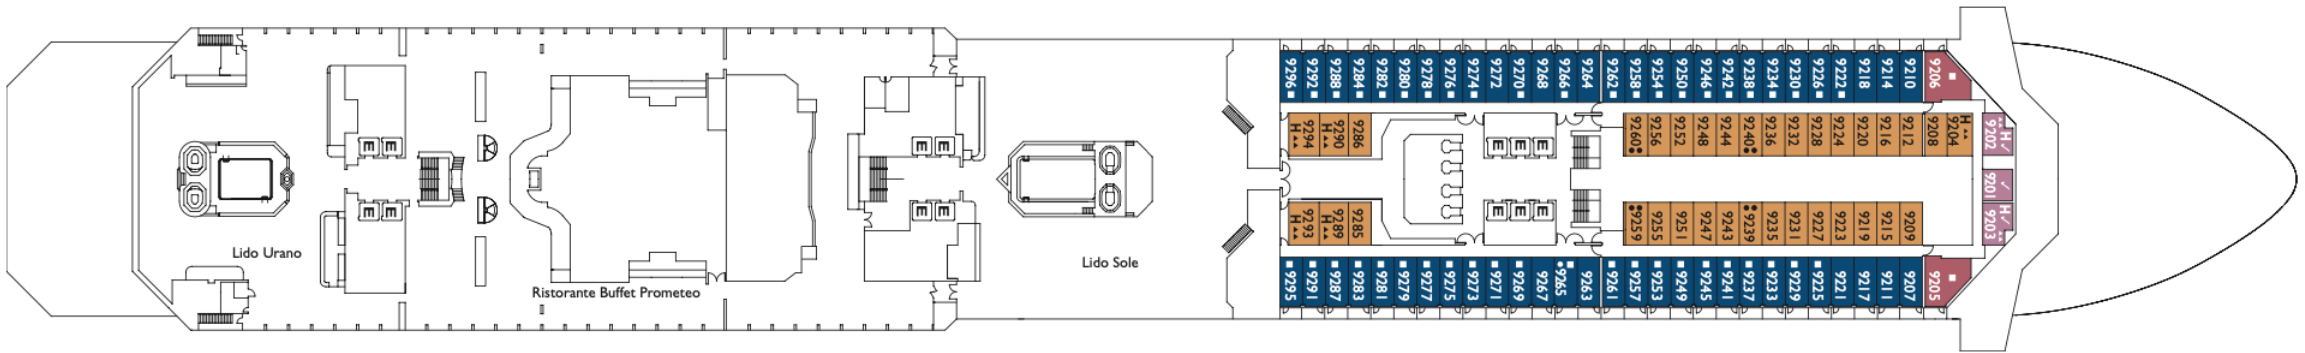 9296 9292 9288 9284 9282 9280 9278 9276 9274 9272 9270 9268 9266 9264 9262 9258 9254 9250 9246 9242 9238 9234 9230 9226 9222 9218 9214 9210 9206
9294 H 9290 H 9286 9260 9256 9252 9248 9244 9240 9236 9232 9228 9224 9220 9216 9212 9208 9204 H 9202 H
E E E E E E E
9201
E E E E E E E
9293 H 9289 H 9285 9259 9255 9251 9247 9243 9239 9235 9231 9227 9223 9219 9215 9209 9203 H
Lido Urano
Lido Sole
Ristorante Buffet Prometeo
9295 9291 9287 9283 9281 9279 9277 9275 9273 9271 9269 9267 9265 9263 9261 9257 9253 9249 9245 9241 9237 9233 9229 9225 9221 9217 9211 9207 9205